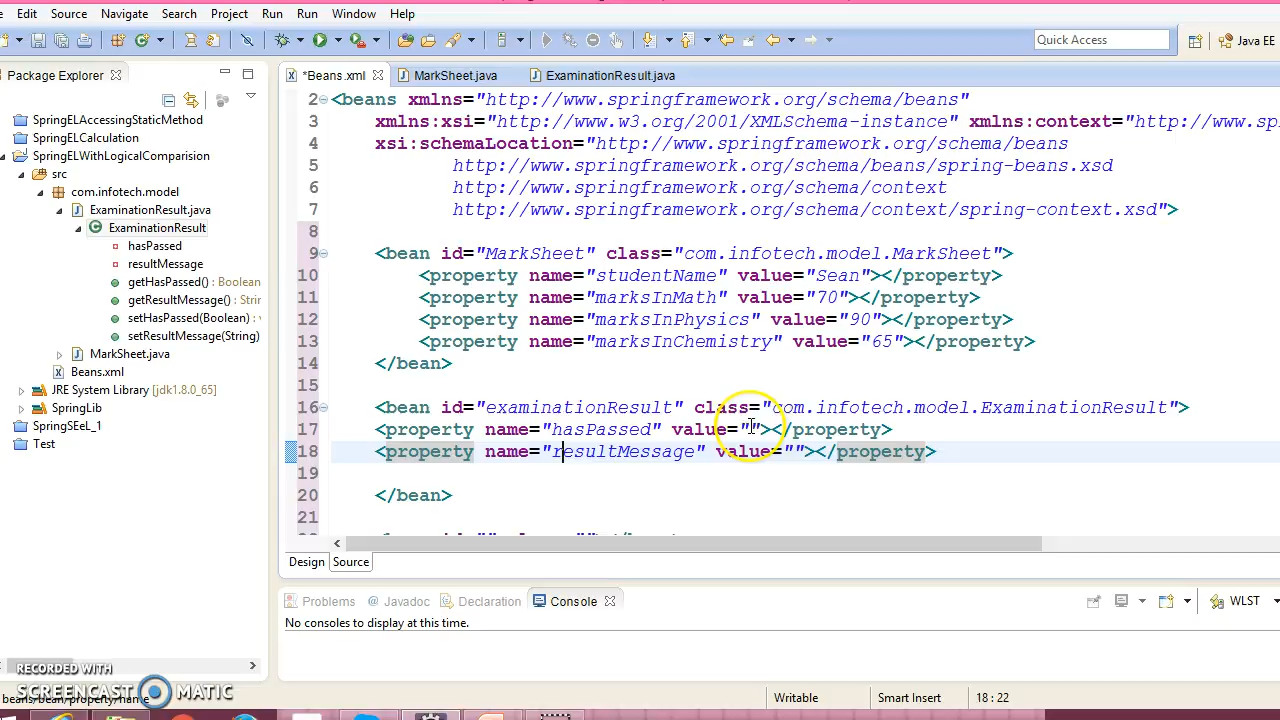 Edit Source Navigate Search Project Run Run Window Help
Quick Access
Java EE
Package Explorer
*Beans.xml MarkSheet.java ExaminationResult.java
SpringELAccessingStaticMethod
SpringELCalculation
SpringELWithLogicalComparision
src
com.infotech.model
ExaminationResult.java
ExaminationResult
hasPassed
resultMessage
getHasPassed() : Boolean
getResultMessage() : Strin
setHasPassed(Boolean) :
setResultMessage(String)
MarkSheet.java
Beans.xml
JRE System Library [jdk1.8.0_65]
SpringLib
SpringSEeL_1
Test
2 <beans xmlns="http://www.springframework.org/schema/beans"
3 xmlns:xsi="http://www.w3.org/2001/XMLSchema-instance" xmlns:context="http://www.sp
4 xsi:schemaLocation="http://www.springframework.org/schema/beans
5 http://www.springframework.org/schema/beans/spring-beans.xsd
6 http://www.springframework.org/schema/context
7 http://www.springframework.org/schema/context/spring-context.xsd">
8
9 <bean id="MarkSheet" class="com.infotech.model.MarkSheet">
10 <property name="studentName" value="Sean"></property>
11 <property name="marksInMath" value="70"></property>
12 <property name="marksInPhysics" value="90"></property>
13 <property name="marksInChemistry" value="65"></property>
14 </bean>
15
16 <bean id="examinationResult" class="com.infotech.model.ExaminationResult">
17 <property name="hasPassed" value=""></property>
18 <property name="resultMessage" value=""></property>
19
20 </bean>
21
Design Source
Problems Javadoc Declaration Console
WLST
No consoles to display at this time.
RECORDED WITH
SCREENCAST MATIC
beans/bean/property/name
Writable Smart Insert 18 : 22